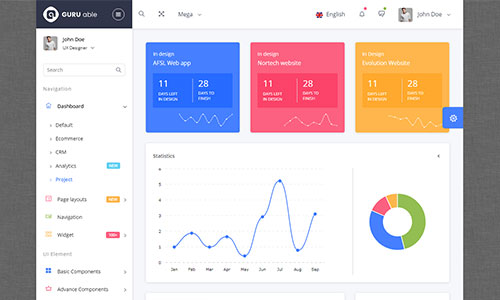 GURU able
Mega
English
John Doe
John Doe
UX Designer
Search
Navigation
Dashboard
Default
Ecommerce
CRM
Analytics NEW
Project
Page layouts NEW
Navigation
Widget 100+
UI Element
Basic Components
Advance Components
In design
AFSL Web app
11
DAYS LEFT
IN DESIGN
28
DAYS TO
FINISH
In design
Nortech website
11
DAYS LEFT
IN DESIGN
28
DAYS TO
FINISH
In design
Evolution Website
11
DAYS LEFT
IN DESIGN
28
DAYS TO
FINISH
Statistics
6
5
4
3
2
1
0
Jan Feb Mar Apr May Jun Jul Aug Sep